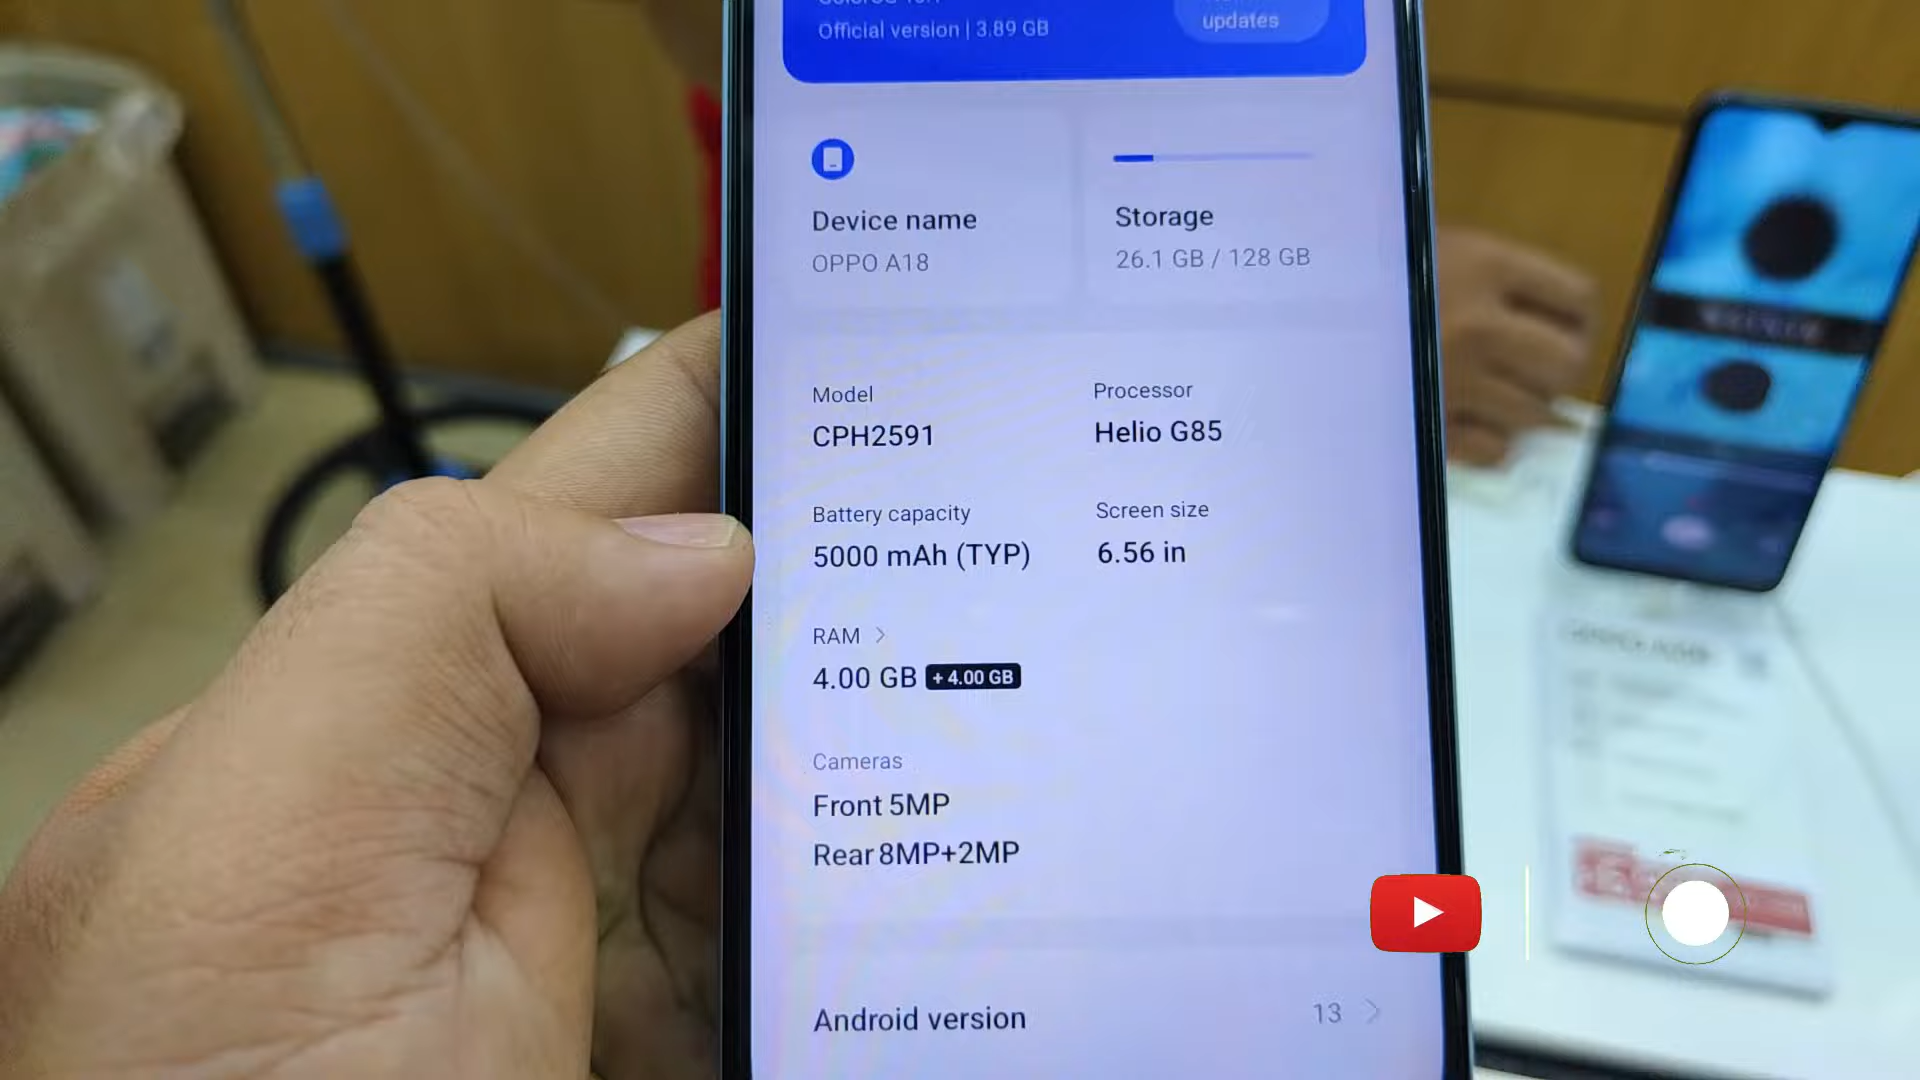 Official version | 3.89 GB
updates
Device name
OPPO A18
Storage
26.1 GB / 128 GB
Model
CPH2591
Processor
Helio G85
Battery capacity
5000 mAh (TYP)
Screen size
6.56 in
RAM >
4.00 GB + 4.00 GB
Cameras
Front 5MP
Rear 8MP+2MP
Android version 13 >